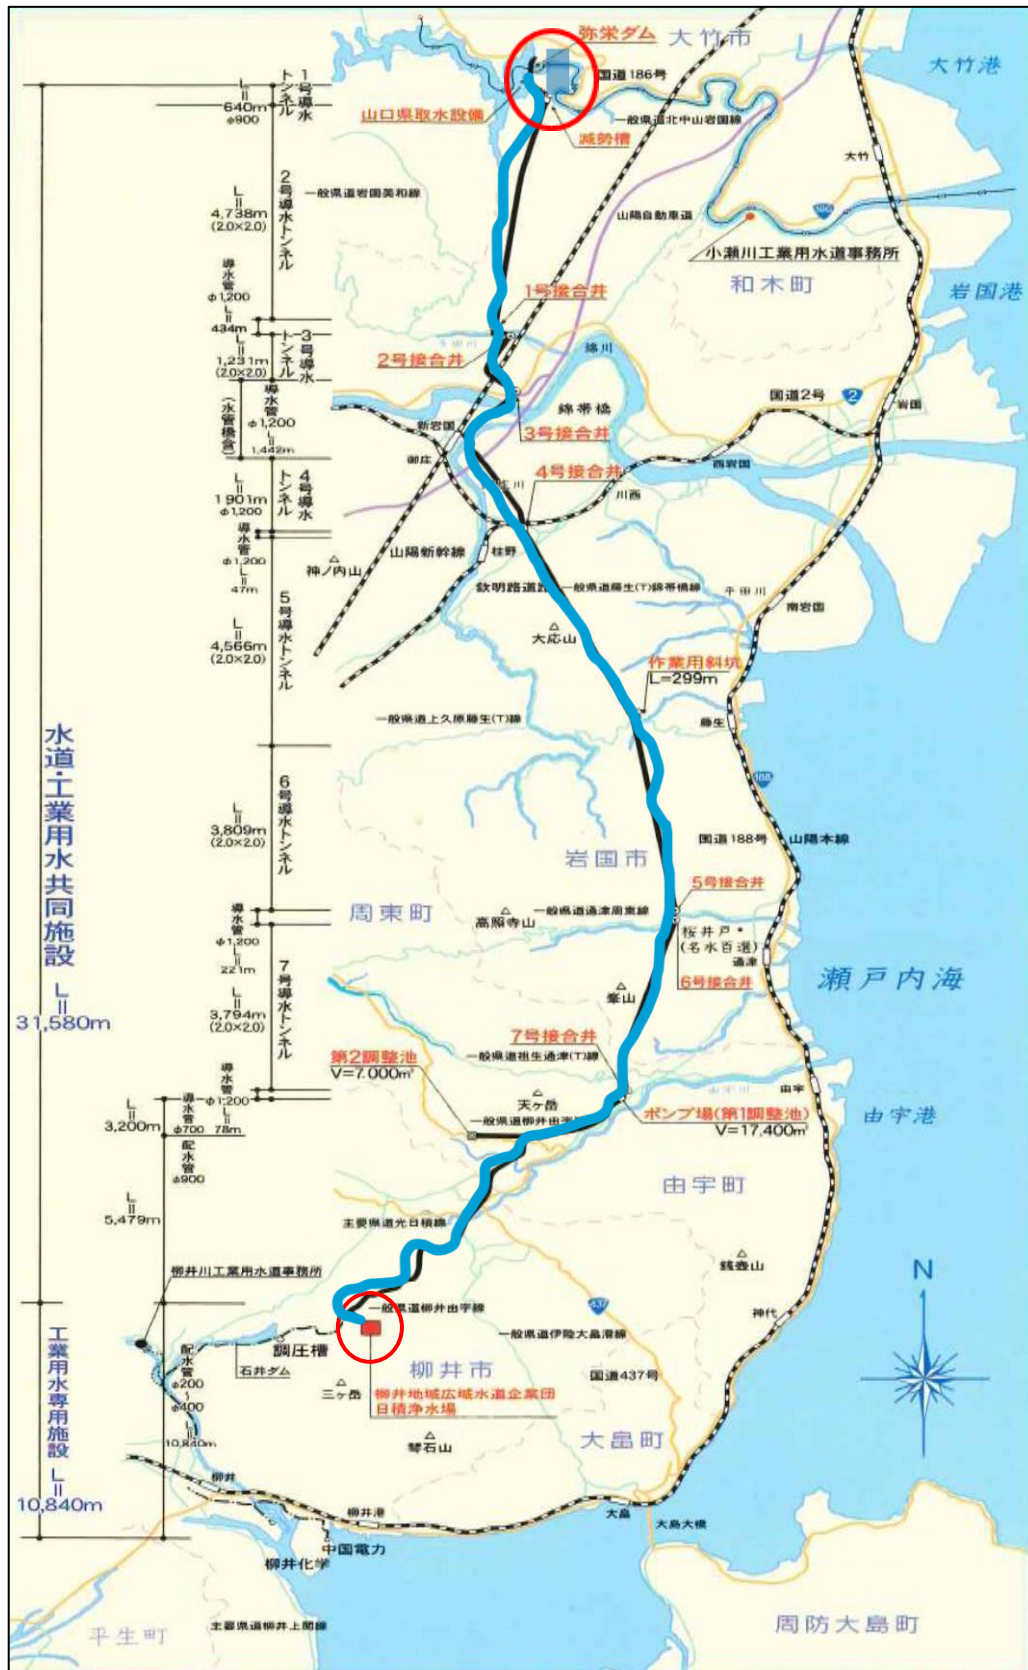 弥栄ダム
大竹市
大竹港
国道186号
山口県取水設備
減勢槽
一般県道北中山岩国線
大竹
一般県道岩国美和線
山陽自動車道
小瀬川工業用水道事務所
和木町
岩国港
1号導水トンネル
L=640m
φ900
2号導水トンネル
L=4,738m
(2.0×2.0)
導水管
φ1,200
L=434m
3号導水トンネル
L=1,231m
(2.0×2.0)
導水管
φ1,200
L=1,442m
(水管橋含)
4号導水トンネル
L=1901m
φ1,200
導水管
φ1,200
L=47m
5号導水トンネル
L=4,566m
(2.0×2.0)
6号導水トンネル
L=3,809m
(2.0×2.0)
導水管
φ1,200
L=221m
7号導水トンネル
L=3,794m
(2.0×2.0)
導水管
φ1,200
L=78m
導水管
φ700
L=3,200m
配水管
φ900
L=5,479m
水道・工業用水共同施設 L=31,580m
工業用水専用施設 L=10,840m
配水管
φ200
~
φ400
L=10,840m
1号接合井
2号接合井
錦川
国道2号
2
岩国
錦帯橋
3号接合井
新岩国
御庄
西岩国
4号接合井
川西
山陽新幹線
柱野
神ノ内山
欽明路道路
一般県道藤生(T)錦帯橋線
平田川
南岩国
大応山
作業用斜坑
L=299m
一般県道上久原藤生(T)線
藤生
188
国道188号
山陽本線
岩国市
周東町
5号接合井
高照寺山
一般県道通津周東線
桜井戸
(名水百選)
通津
6号接合井
瀬戸内海
峯山
7号接合井
第2調整池
V=7.000㎥
一般県道祖生通津(T)線
由宇川
由宇
天ヶ岳
ポンプ場(第1調整池)
V=17,400㎥
由宇港
一般県道柳井由宇
由宇町
主要県道光日積線
銭壺山
N
柳井川工業用水道事務所
437
神代
一般県道柳井由宇線
一般県道伊陸大畠港線
調圧槽
石井ダム
柳井市
国道437号
三ヶ岳
柳井地域広域水道企業団
日積浄水場
大畠町
琴石山
柳井
柳井港
大畠
大島大橋
中国電力
柳井化学
主要県道柳井上関線
平生町
周防大島町